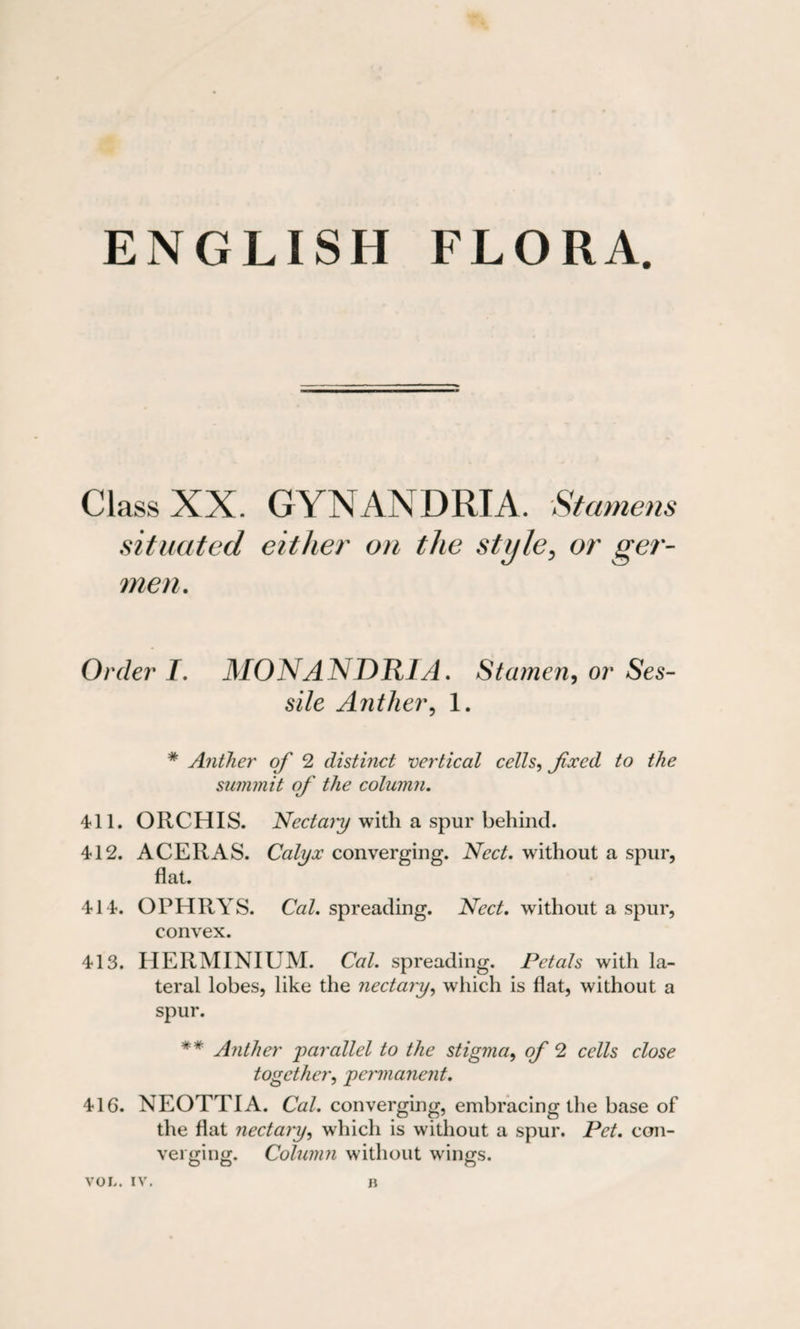 ENGLISH FLORA.
Class XX. GYNANDRIA. Stamens
situated either on the style, or ger-
men.
Order I. MONANDRIA. Stamen, or Ses-
sile Anther, 1.
* Anther of 2 distinct vertical cells, fixed to the
summit of the column.
411. ORCHIS. Nectary with a spur behind.
412. ACERAS. Calyx converging. Nect. without a spur,
flat.
414. OPHRYS. Cal. spreading. Nect. without a spur,
convex.
413. HERMINIUM. Cal. spreading. Petals with la-
teral lobes, like the nectary, which is flat, without a
spur.
** Anther parallel to the stigma, of 2 cells close
together, permanent.
416. NEOTTIA. Cal. converging, embracing the base of
the flat nectary, which is without a spur. Pet. con-
verging. Column without wings.
VOL. IV. B